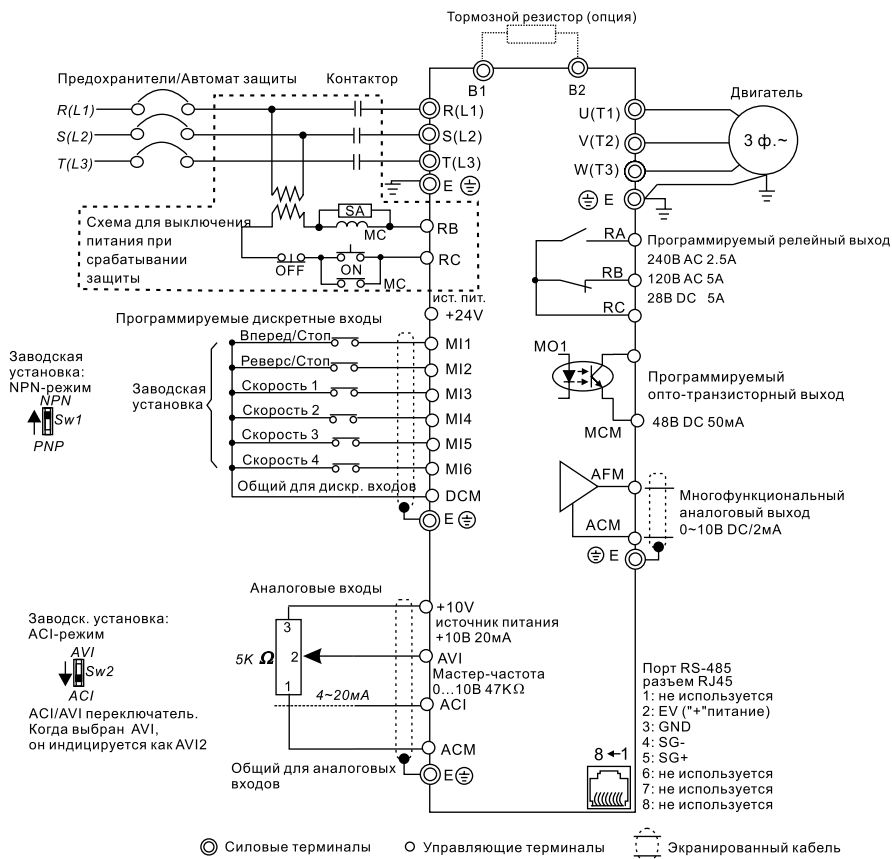 Тормозной резистор (опция)
B1
B2
Предохранители/Автомат защиты
Контактор
R(L1)
S(L2)
T(L3)
R(L1)
S(L2)
T(L3)
E
U(T1)
V(T2)
W(T3)
E
Двигатель
3 ф.~
Схема для выключения
питания при
срабатывании
защиты
SA
MC
OFF
ON
MC
RB
RC
RA
RB
RC
Программируемый релейный выход
240В AC 2.5A
120В AC 5A
28В DC 5A
ист. пит.
+24V
Программируемые дискретные входы
Вперед/Стоп
Реверс/Стоп
Скорость 1
Скорость 2
Скорость 3
Скорость 4
Общий для дискр. входов
Заводская
установка
MI1
MI2
MI3
MI4
MI5
MI6
DCM
E
Заводская
установка:
NPN-режим
NPN
Sw1
PNP
MO1
MCM
Программируемый
опто-транзисторный выход
48В DC 50мА
AFM
ACM
E
Многофункциональный
аналоговый выход
0~10В DC/2мА
Аналоговые входы
3
2
1
5K Ω
4~20мА
+10V
источник питания
+10В 20мА
AVI
Мастер-частота
0...10В 47KΩ
ACI
ACM
E
Общий для аналоговых
входов
Заводск. установка:
ACI-режим
AVI
Sw2
ACI
ACI/AVI переключатель.
Когда выбран AVI,
он индицируется как AVI2
8←1
Порт RS-485
разъем RJ45
1: не используется
2: EV ("+"питание)
3: GND
4: SG-
5: SG+
6: не используется
7: не используется
8: не используется
Силовые терминалы
Управляющие терминалы
Экранированный кабель